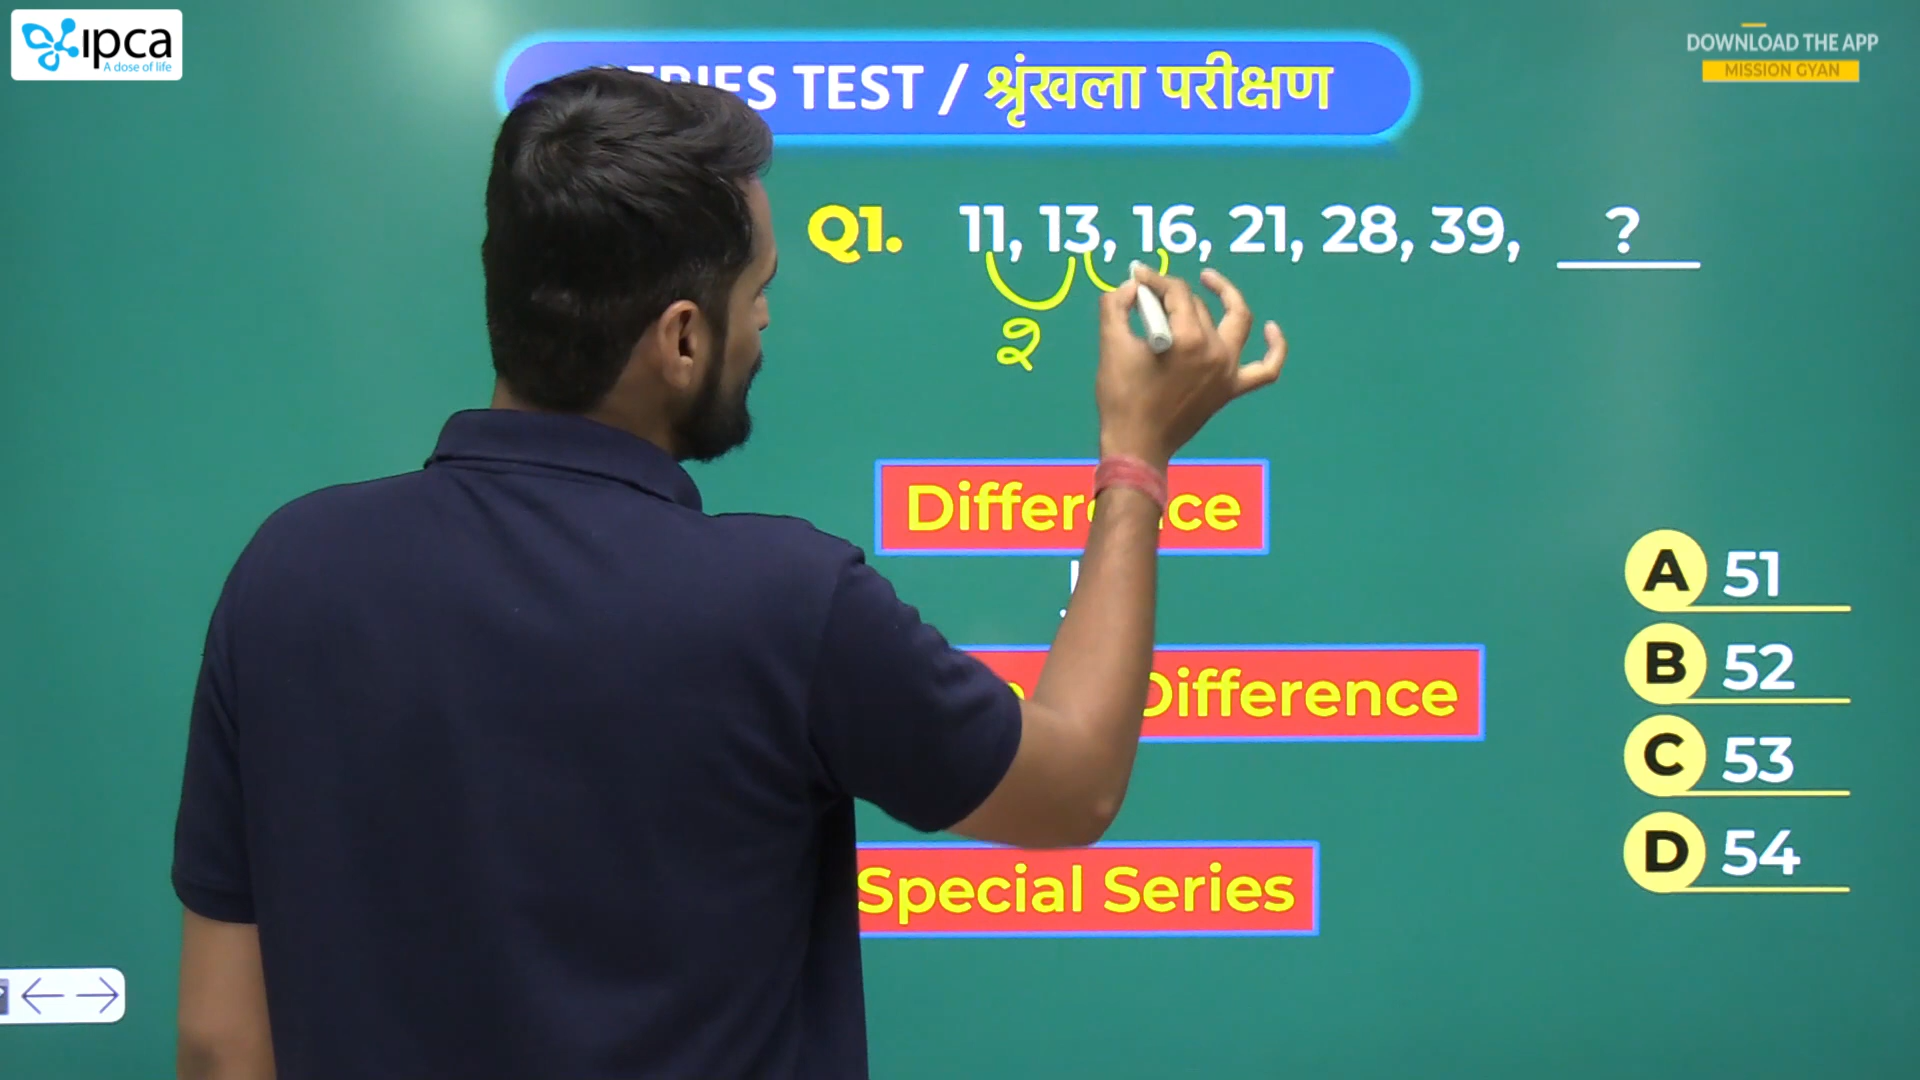 ipca
A dose of life
DOWNLOAD THE APP
MISSION GYAN
TEST / श्रृंखला परीक्षण
Q1. 11, 13, 16, 21, 28, 39, ?
२
Difference
Special Series
A 51
B 52
C 53
D 54